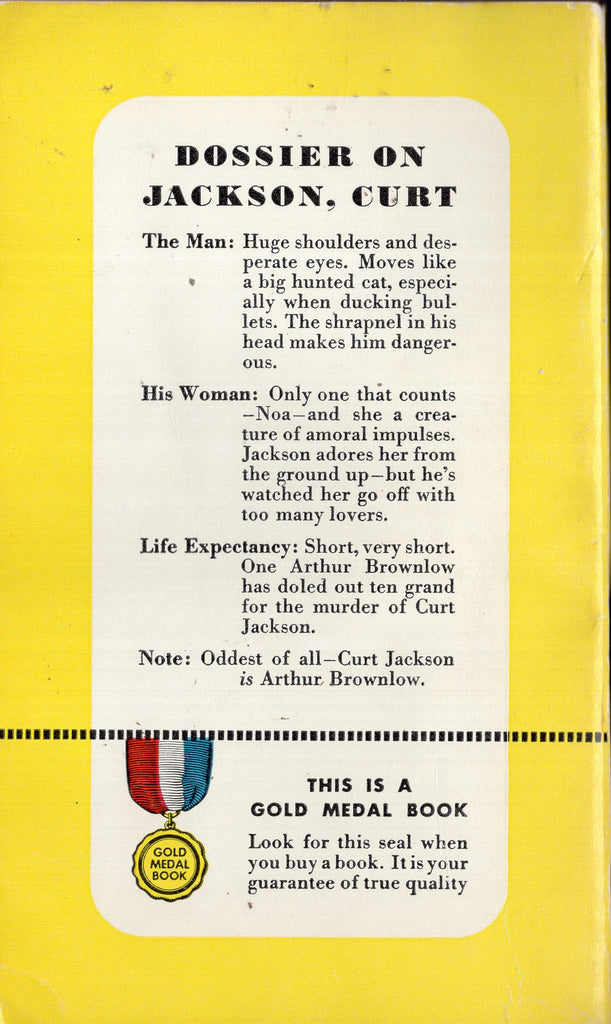 DOSSIER ON
JACKSON, CURT
The Man: Huge shoulders and des-
perate eyes. Moves like
a big hunted cat, especi-
ally when ducking bul-
lets. The shrapnel in his
head makes him danger-
ous.
His Woman: Only one that counts
—Noa—and she a crea-
ture of amoral impulses.
Jackson adores her from
the ground up—but he's
watched her go off with
too many lovers.
Life Expectancy: Short, very short.
One Arthur Brownlow
has doled out ten grand
for the murder of Curt
Jackson.
Note: Oddest of all—Curt Jackson
is Arthur Brownlow.
THIS IS A
GOLD MEDAL BOOK
Look for this seal when
you buy a book. It is your
guarantee of true quality
GOLD
MEDAL
BOOK